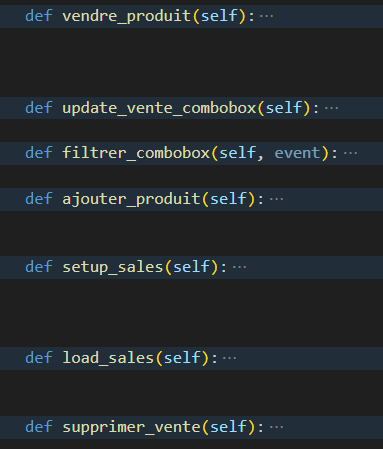 def vendre_produit(self):···
def update_vente_combobox(self):···
def filtrer_combobox(self, event):···
def ajouter_produit(self):···
def setup_sales(self):···
def load_sales(self):···
def supprimer_vente(self):···